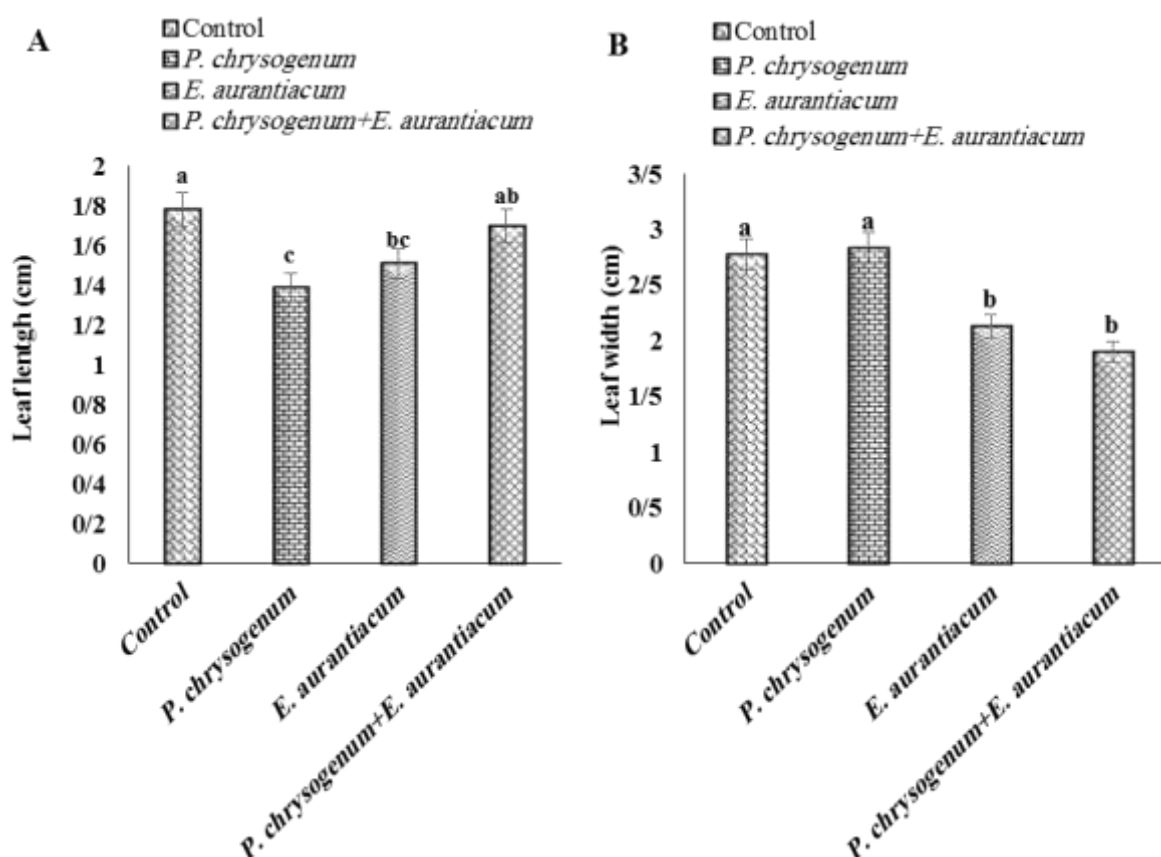 A
Control
P. chrysogenum
E. aurantiacum
P. chrysogenum+E. aurantiacum
Leaf lentgh (cm)
2
1/8
1/6
1/4
1/2
1
0/8
0/6
0/4
0/2
0
a
c
bc
ab
Control
P. chrysogenum
E. aurantiacum
P. chrysogenum+E. aurantiacum
B
Control
P. chrysogenum
E. aurantiacum
P. chrysogenum+E. aurantiacum
Leaf width (cm)
3/5
3
2/5
2
1/5
1
0/5
0
a
a
b
b
Control
P. chrysogenum
E. aurantiacum
P. chrysogenum+E. aurantiacum